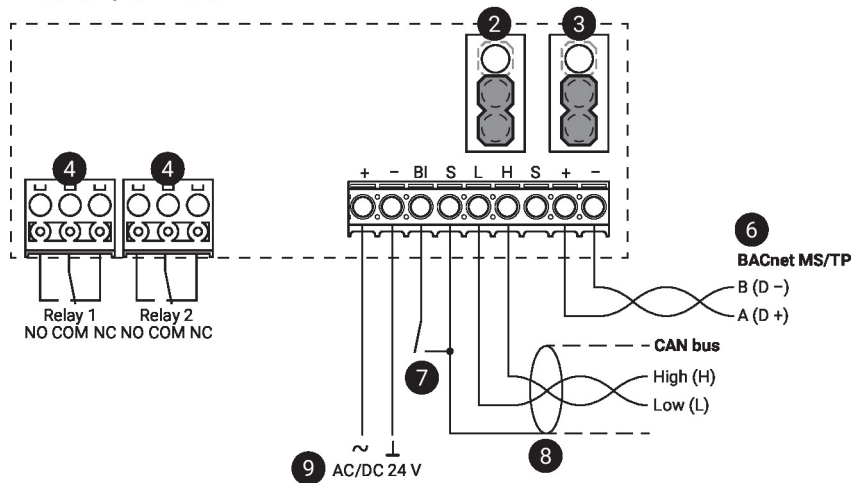 2 3
4 4
+ − BI S L H S + −
6
BACnet MS/TP
B (D −)
A (D +)
Relay 1 Relay 2
NO COM NC NO COM NC
CAN bus
7
High (H)
Low (L)
8
~ ⊥
9 AC/DC 24 V